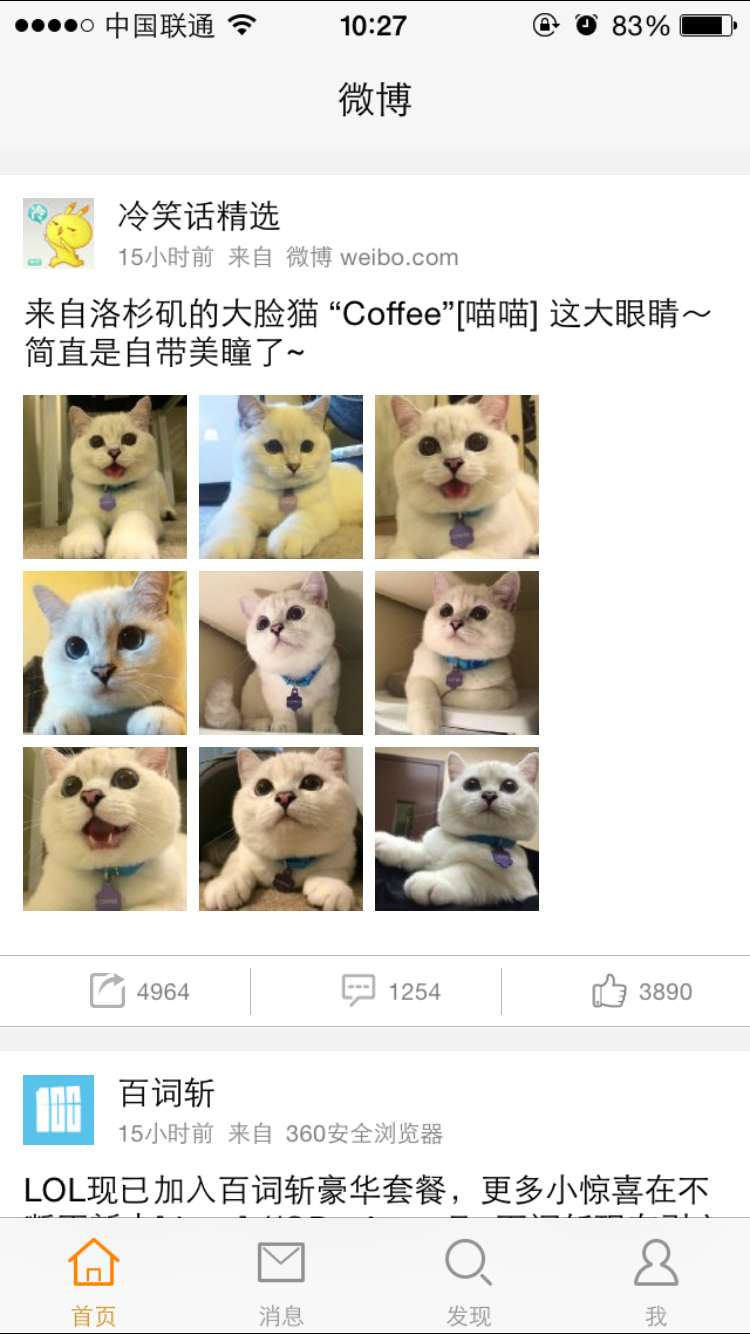 中国联通 10:27 83%
微博
冷
冷笑话精选
15小时前 来自 微博 weibo.com
来自洛杉矶的大脸猫 “Coffee”[喵喵] 这大眼睛～
简直是自带美瞳了~
4964 1254 3890
百词斩
15小时前 来自 360安全浏览器
LOL现已加入百词斩豪华套餐，更多小惊喜在不
首页 消息 发现 我